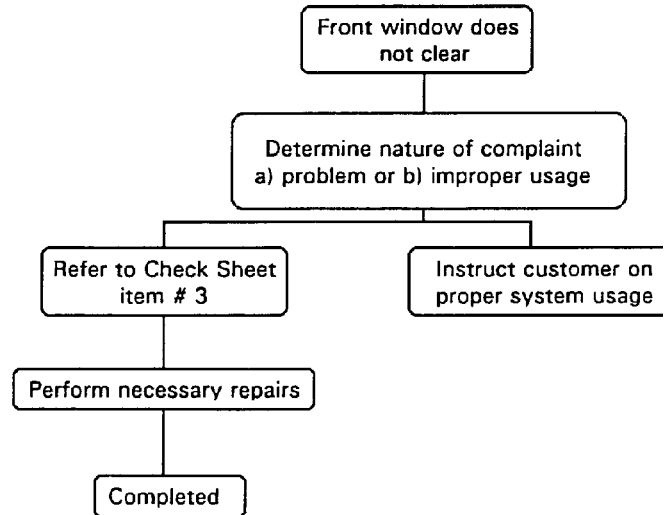 Front window does
not clear
Determine nature of complaint
a) problem or b) improper usage
Refer to Check Sheet
item # 3
Instruct customer on
proper system usage
Perform necessary repairs
Completed